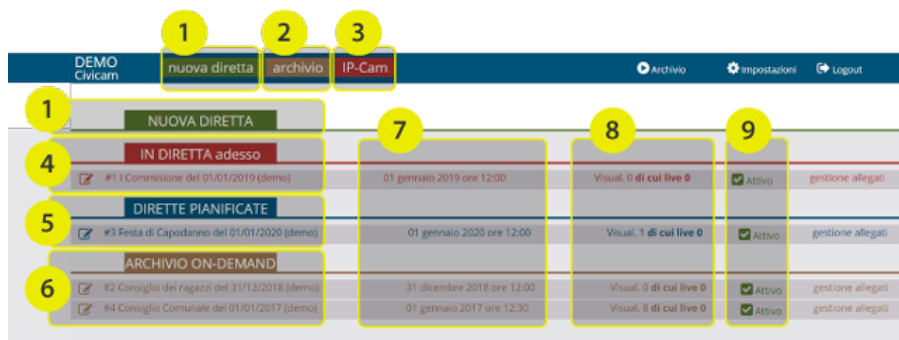 1 2 3
DEMO nuova diretta archivio IP-Cam Archivio Impostazioni Logout
Civicam
1 NUOVA DIRETTA 7 8 9
4 IN DIRETTA adesso
#1 I Commisione del 01/01/2019 (demo) 01 gennaio 2019 ore 12:00 Visual. 0 di cui live 0 Attivo gestione allegati
5 DIRETTE PIANIFICATE
#3 Festa di Capodanno del 01/01/2020 (demo) 01 gennaio 2020 ore 12:00 Visual. 1 di cui live 0 Attivo gestione allegati
6 ARCHIVIO ON-DEMAND
#2 Consiglio dei ragazzi del 31/12/2018 (demo) 31 dicembre 2018 ore 12:00 Visual. 0 di cui live 0 Attivo gestione allegati
#4 Consiglio Comunale del 01/01/2017 (demo) 01 gennaio 2017 ore 12:30 Visual. 8 di cui live 0 Attivo gestione allegati